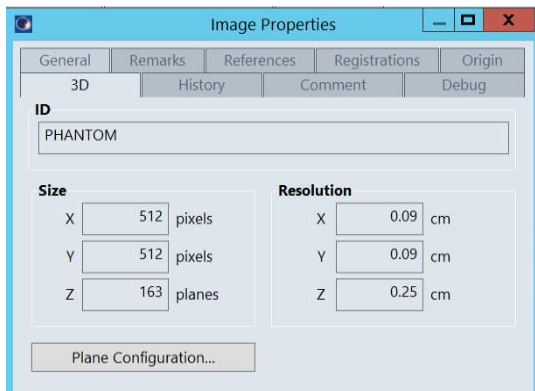 Image Properties
General Remarks References Registrations Origin
3D History Comment Debug
ID
PHANTOM
Size Resolution
X 512 pixels X 0.09 cm
Y 512 pixels Y 0.09 cm
Z 163 planes Z 0.25 cm
Plane Configuration...